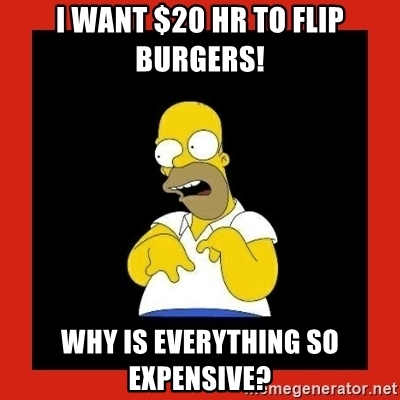 I WANT $20 HR TO FLIP
BURGERS!
WHY IS EVERYTHING SO
EXPENSIVE?
memegenerator.net